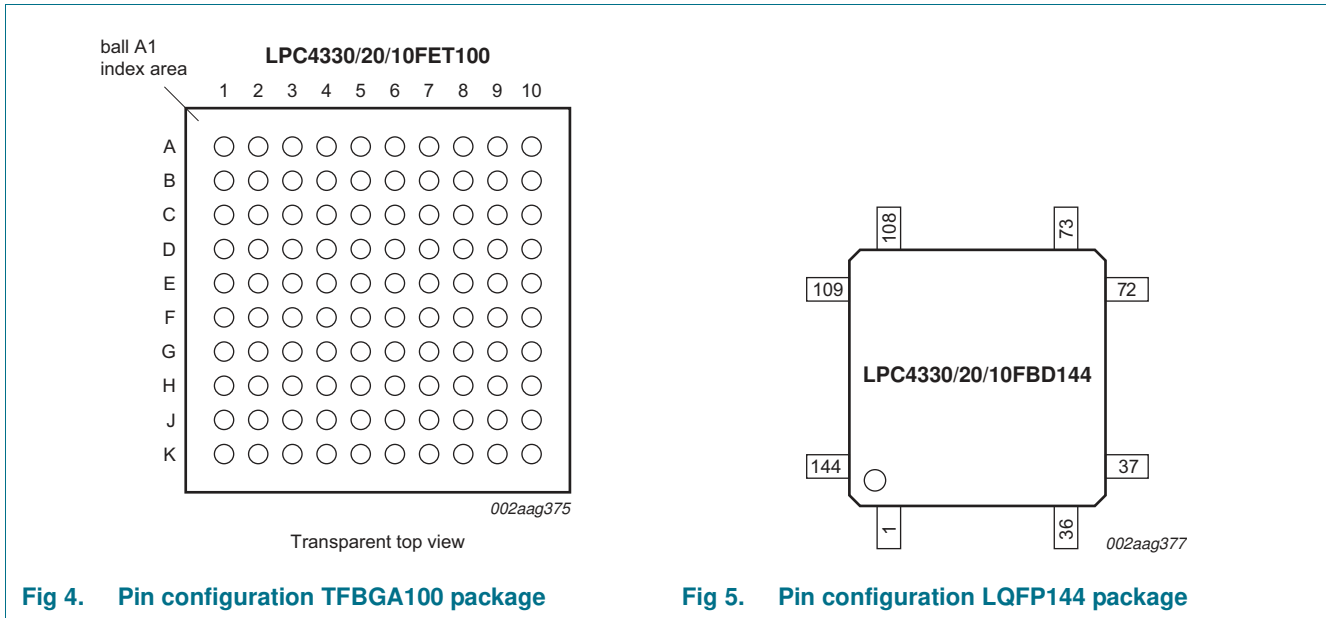 ball A1
index area
LPC4330/20/10FET100
1 2 3 4 5 6 7 8 9 10
A
B
C
D
E
F
G
H
J
K
002aag375
Transparent top view
Fig 4. Pin configuration TFBGA100 package
108
73
109
72
LPC4330/20/10FBD144
144
37
1
36
002aag377
Fig 5. Pin configuration LQFP144 package